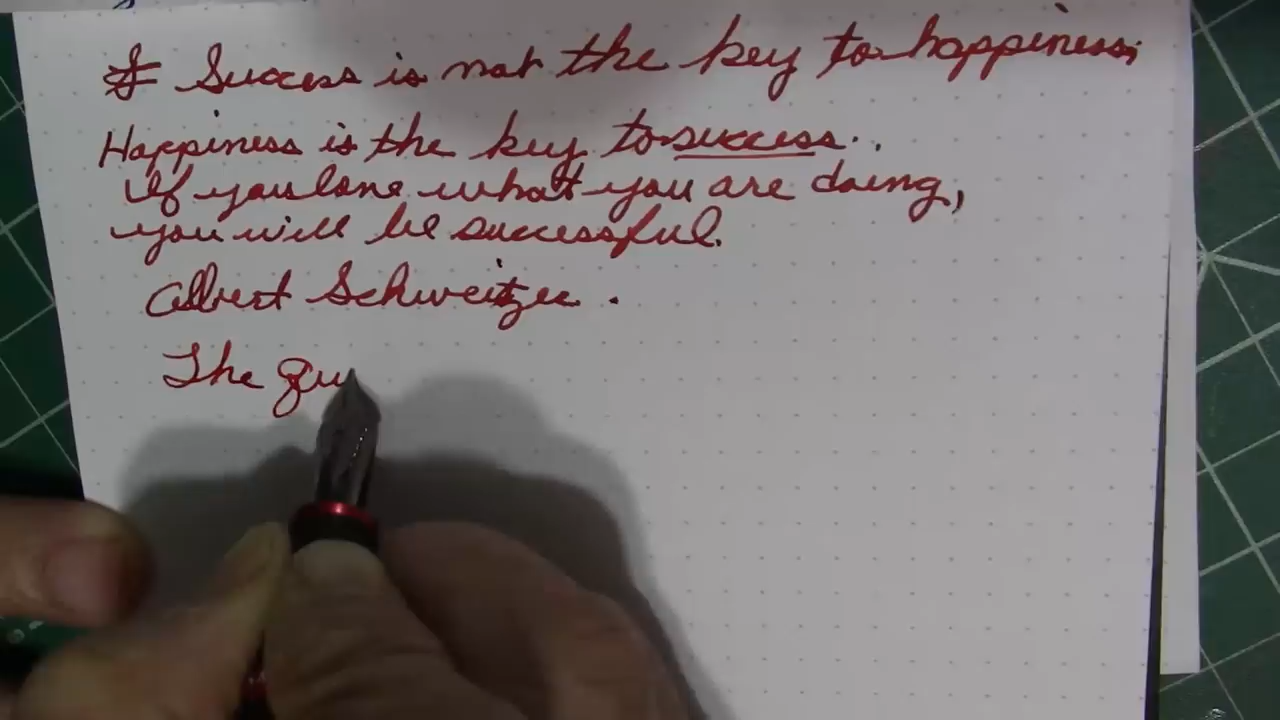 Success is not the key to happiness;
Happiness is the key to success..
If you love what you are doing,
you will be successful.
Albert Schweitzer.
The qu